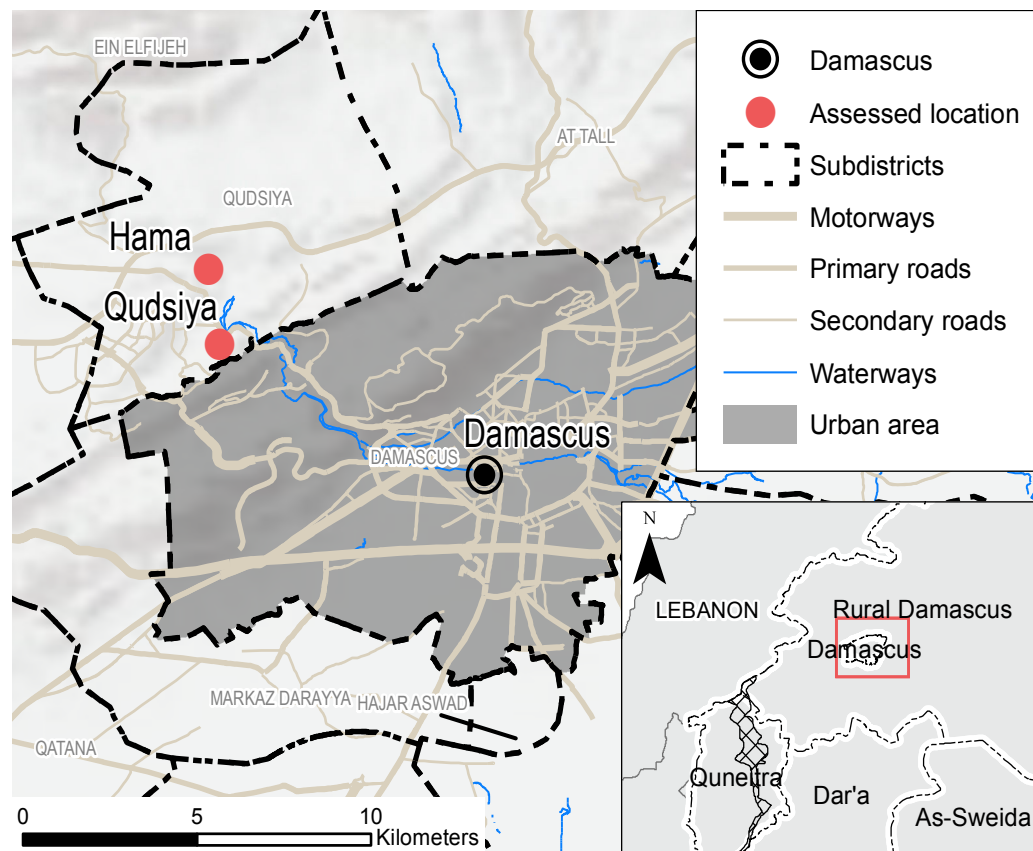 EIN ELFIJEH
AT TALL
QUDSIYA
Hama
Qudsiya
Damascus
DAMASCUS
MARKAZ DARAYYA
HAJAR ASWAD
QATANA
0 5 10
Kilometers
Damascus
Assessed location
Subdistricts
Motorways
Primary roads
Secondary roads
Waterways
Urban area
N
LEBANON
Rural Damascus
Damascus
Quneitra
Dar'a
As-Sweida